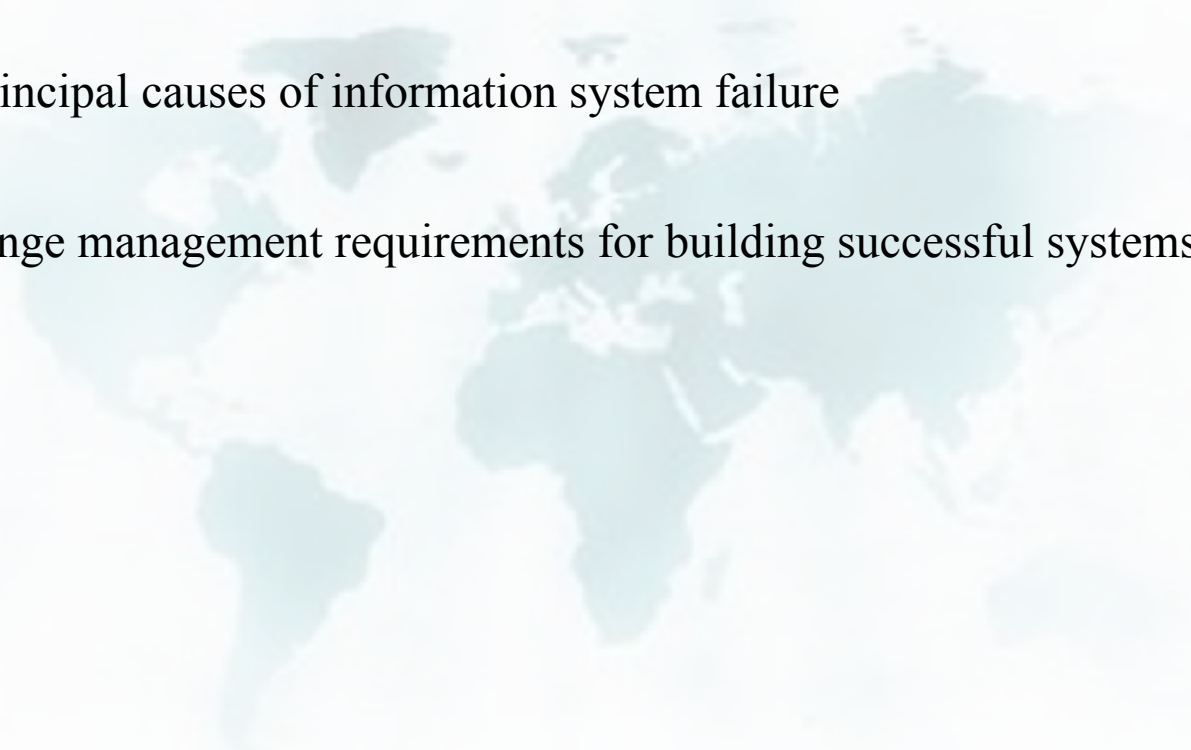 incipal causes of information system failure
nge management requirements for building successful systems